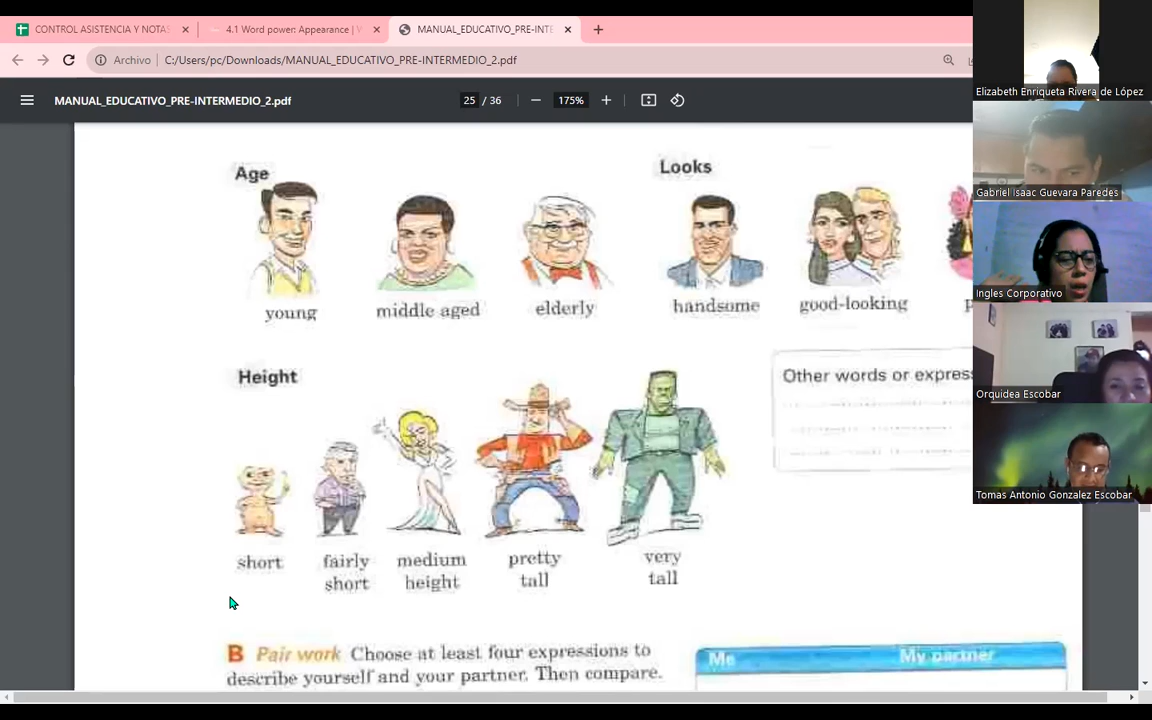 CONTROL ASISTENCIA Y NOTAS
4.1 Word power: Appearance |
MANUAL_EDUCATIVO_PRE-INTE
Archivo
C:/Users/pc/Downloads/MANUAL_EDUCATIVO_PRE-INTERMEDIO_2.pdf
MANUAL_EDUCATIVO_PRE-INTERMEDIO_2.pdf
25 / 36
175%
Age
Looks
young
middle aged
elderly
handsome
good-looking
Height
Other words or express
short
fairly short
medium height
pretty tall
very tall
B Pair work Choose at least four expressions to
describe yourself and your partner. Then compare.
Me
My partner
Elizabeth Enriqueta Rivera de López
Gabriel Isaac Guevara Paredes
Ingles Corporativo
Orquidea Escobar
Tomas Antonio Gonzalez Escobar